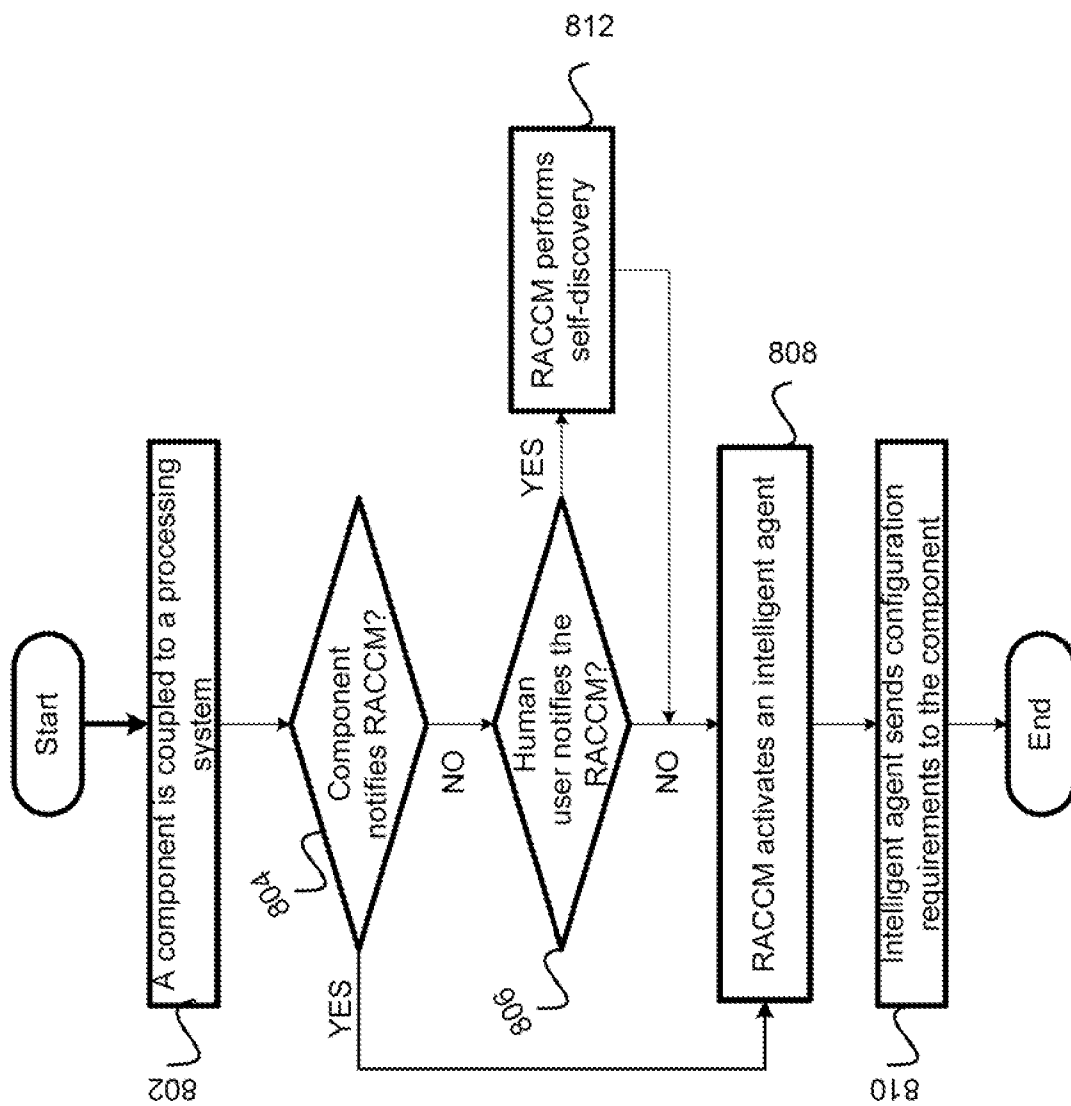 Start
A component is coupled to a processing
system
802
Component
notifies RACCM?
804
YES
NO
Human
user notifies the
RACCM?
806
YES
NO
RACCM performs
self-discovery
812
RACCM activates an intelligent agent
808
Intelligent agent sends configuration
requirements to the component
810
End